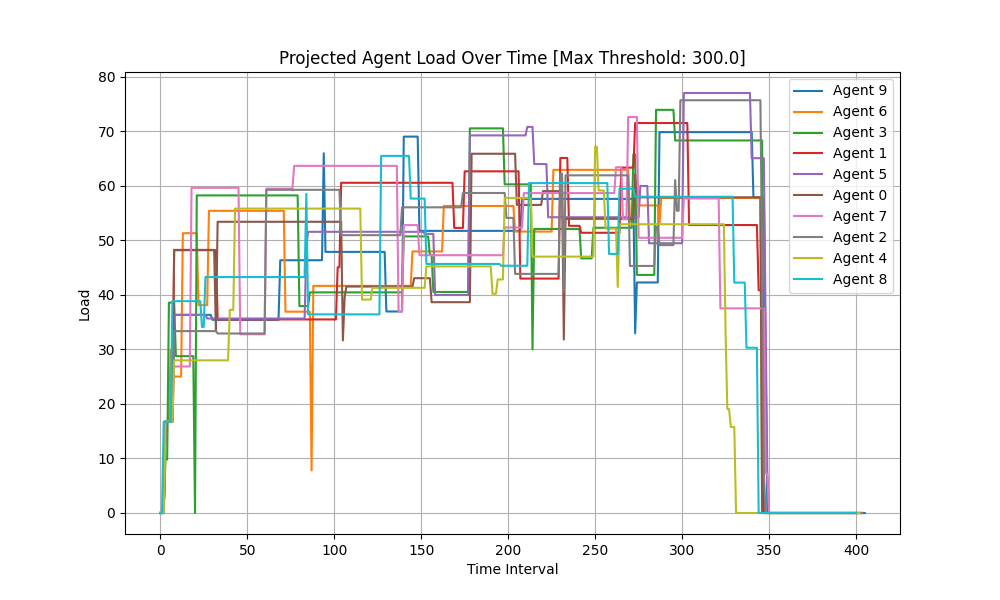 Projected Agent Load Over Time [Max Threshold: 300.0]
80
70
60
50
40
30
20
10
0
Load
0 50 100 150 200 250 300 350 400
Time Interval
Agent 9
Agent 6
Agent 3
Agent 1
Agent 5
Agent 0
Agent 7
Agent 2
Agent 4
Agent 8